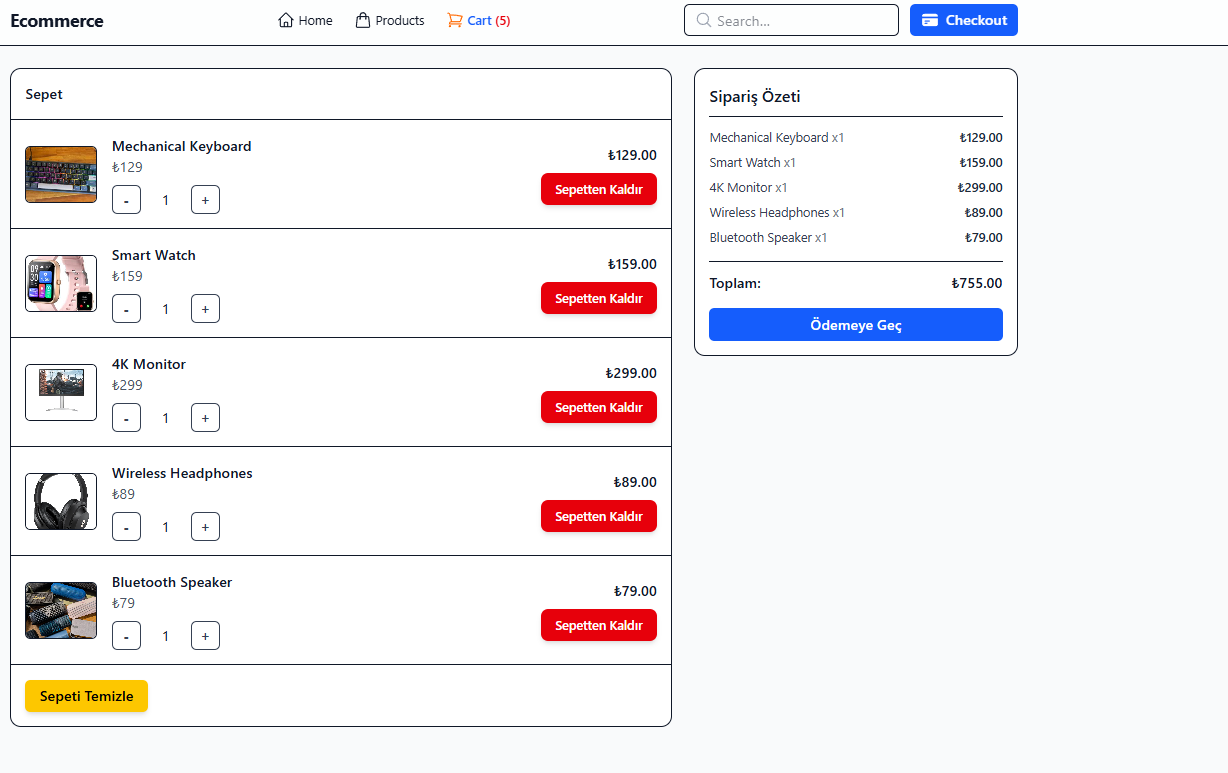 Ecommerce
Home
Products
Cart (5)
Search...
Checkout
Sepet
Mechanical Keyboard
₺129
- 1 +
₺129.00
Sepetten Kaldır
Smart Watch
₺159
- 1 +
₺159.00
Sepetten Kaldır
4K Monitor
₺299
- 1 +
₺299.00
Sepetten Kaldır
Wireless Headphones
₺89
- 1 +
₺89.00
Sepetten Kaldır
Bluetooth Speaker
₺79
- 1 +
₺79.00
Sepetten Kaldır
Sepeti Temizle
Sipariş Özeti
Mechanical Keyboard x1 ₺129.00
Smart Watch x1 ₺159.00
4K Monitor x1 ₺299.00
Wireless Headphones x1 ₺89.00
Bluetooth Speaker x1 ₺79.00
Toplam: ₺755.00
Ödemeye Geç